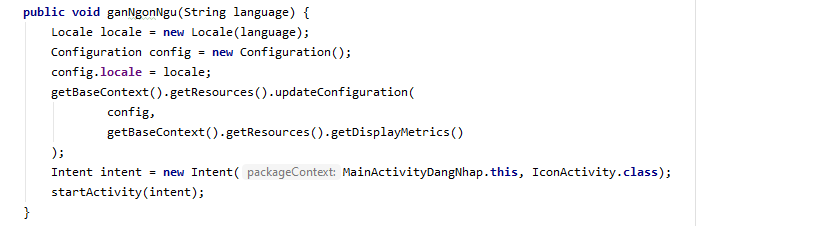 public void ganNgonNgu(String language) {
    Locale locale = new Locale(language);
    Configuration config = new Configuration();
    config.locale = locale;
    getBaseContext().getResources().updateConfiguration(
            config,
            getBaseContext().getResources().getDisplayMetrics()
    );
    Intent intent = new Intent( packageContext: MainActivityDangNhap.this, IconActivity.class);
    startActivity(intent);
}